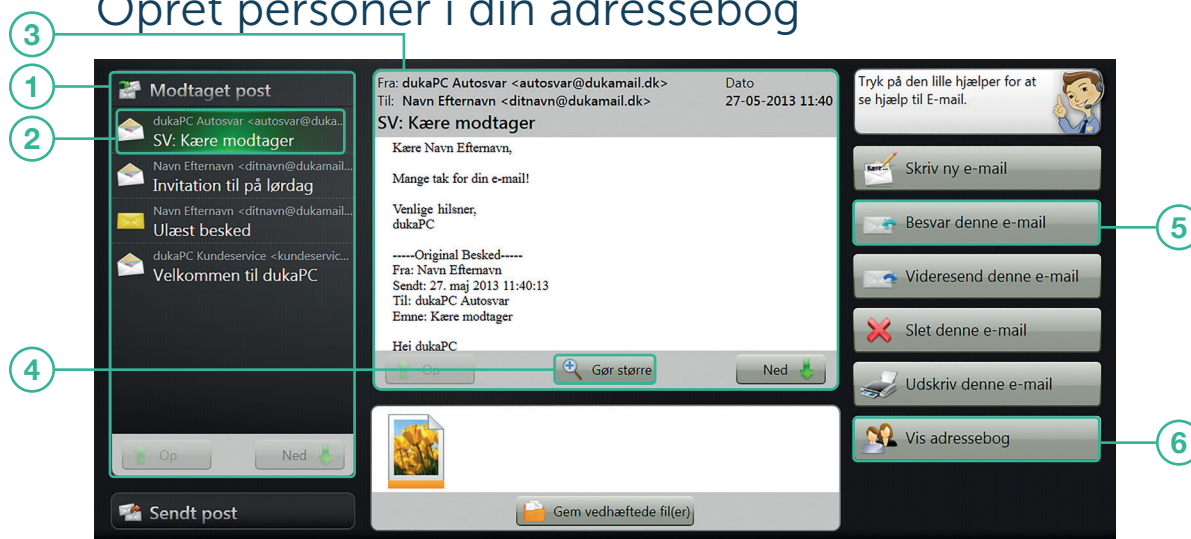 Opret personer i din adressebog
3
1
Modtaget post
2
dukaPC Autosvar <autosvar@duka...
SV: Kære modtager
Navn Efternavn <ditnavn@dukamail...
Invitation til på lørdag
Navn Efternavn <ditnavn@dukamail...
Ulæst besked
dukaPC Kundeservice <kundeservic...
Velkommen til dukaPC
4
Op
Ned
Sendt post
Fra: dukaPC Autosvar <autosvar@dukamail.dk>
Dato
Til: Navn Efternavn <ditnavn@dukamail.dk>
27-05-2013 11:40
SV: Kære modtager
Kære Navn Efternavn,
Mange tak for din e-mail!
Venlige hilsner,
dukaPC
-----Original Besked-----
Fra: Navn Efternavn
Sendt: 27. maj 2013 11:40:13
Til: dukaPC Autosvar
Emne: Kære modtager
Hej dukaPC
Op
Gør større
Ned
Gem vedhæftede fil(er)
Tryk på den lille hjælper for at
se hjælp til E-mail.
Kære...
Skriv ny e-mail
Besvar denne e-mail
5
Videresend denne e-mail
Slet denne e-mail
Udskriv denne e-mail
Vis adressebog
6